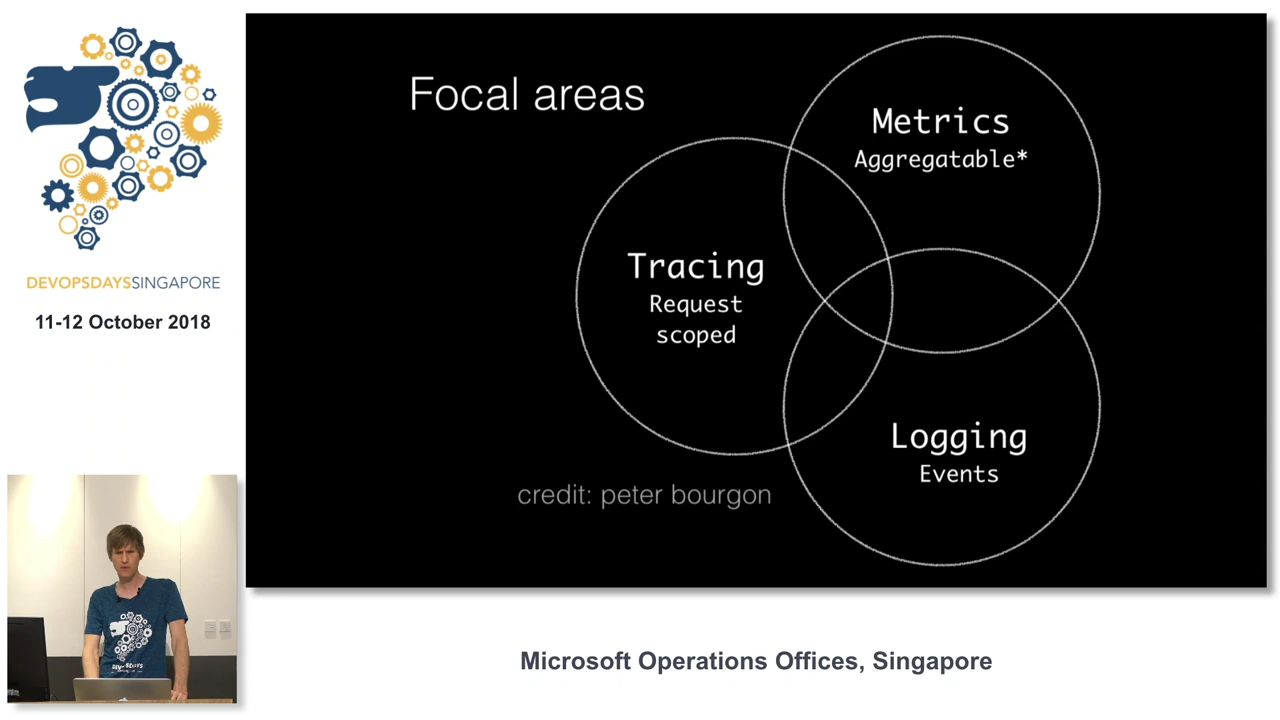 DEVOPSDAYSSINGAPORE
11-12 October 2018
Focal areas
Metrics
Aggregatable*
Tracing
Request
scoped
Logging
Events
credit: peter bourgon
DEVOPSDAYS
Microsoft Operations Offices, Singapore